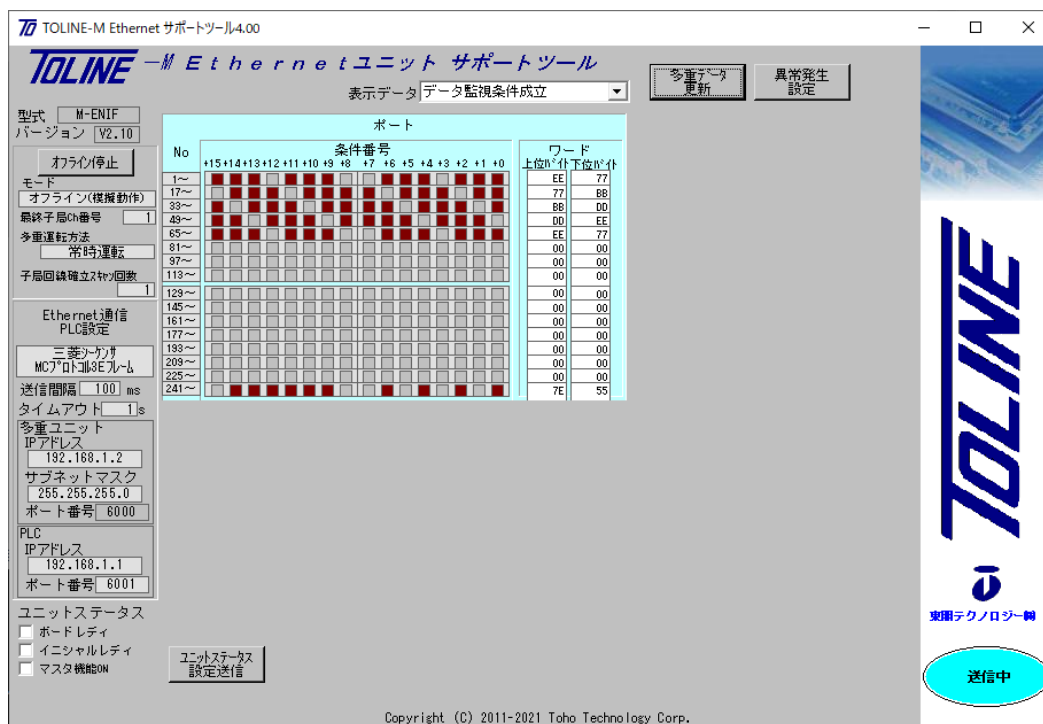 TOLINE-M Ethernet サポートツール4.00
TOLINE -M Ethernetユニット サポートツール
表示データ データ監視条件成立
多重データ
更新
異常発生
設定
型式 M-ENIF
バージョン V2.10
オフライン停止
モード
オフライン(模擬動作)
最終子局Ch番号 1
多重運転方法
常時運転
子局回線確立スキャン回数
1
Ethernet通信
PLC設定
三菱シーケンサ
MCプロトコル3Eフレーム
送信間隔 100 ms
タイムアウト 1 s
多重ユニット
IPアドレス
192.168.1.2
サブネットマスク
255.255.255.0
ポート番号 6000
PLC
IPアドレス
192.168.1.1
ポート番号 6001
ユニットステータス
ボードレディ
イニシャルレディ
マスタ機能ON
ユニットステータス
設定送信
ポート
No 条件番号 ワード
+15 +14 +13 +12 +11 +10 +9 +8 +7 +6 +5 +4 +3 +2 +1 +0 上位バイト 下位バイト
1~ EE 77
17~ 77 BB
33~ BB DD
49~ DD EE
65~ EE 77
81~ 00 00
97~ 00 00
113~ 00 00
129~ 00 00
145~ 00 00
161~ 00 00
177~ 00 00
193~ 00 00
209~ 00 00
225~ 00 00
241~ 7E 55
TOLINE
東朋テクノロジー㈱
送信中
Copyright (C) 2011-2021 Toho Technology Corp.